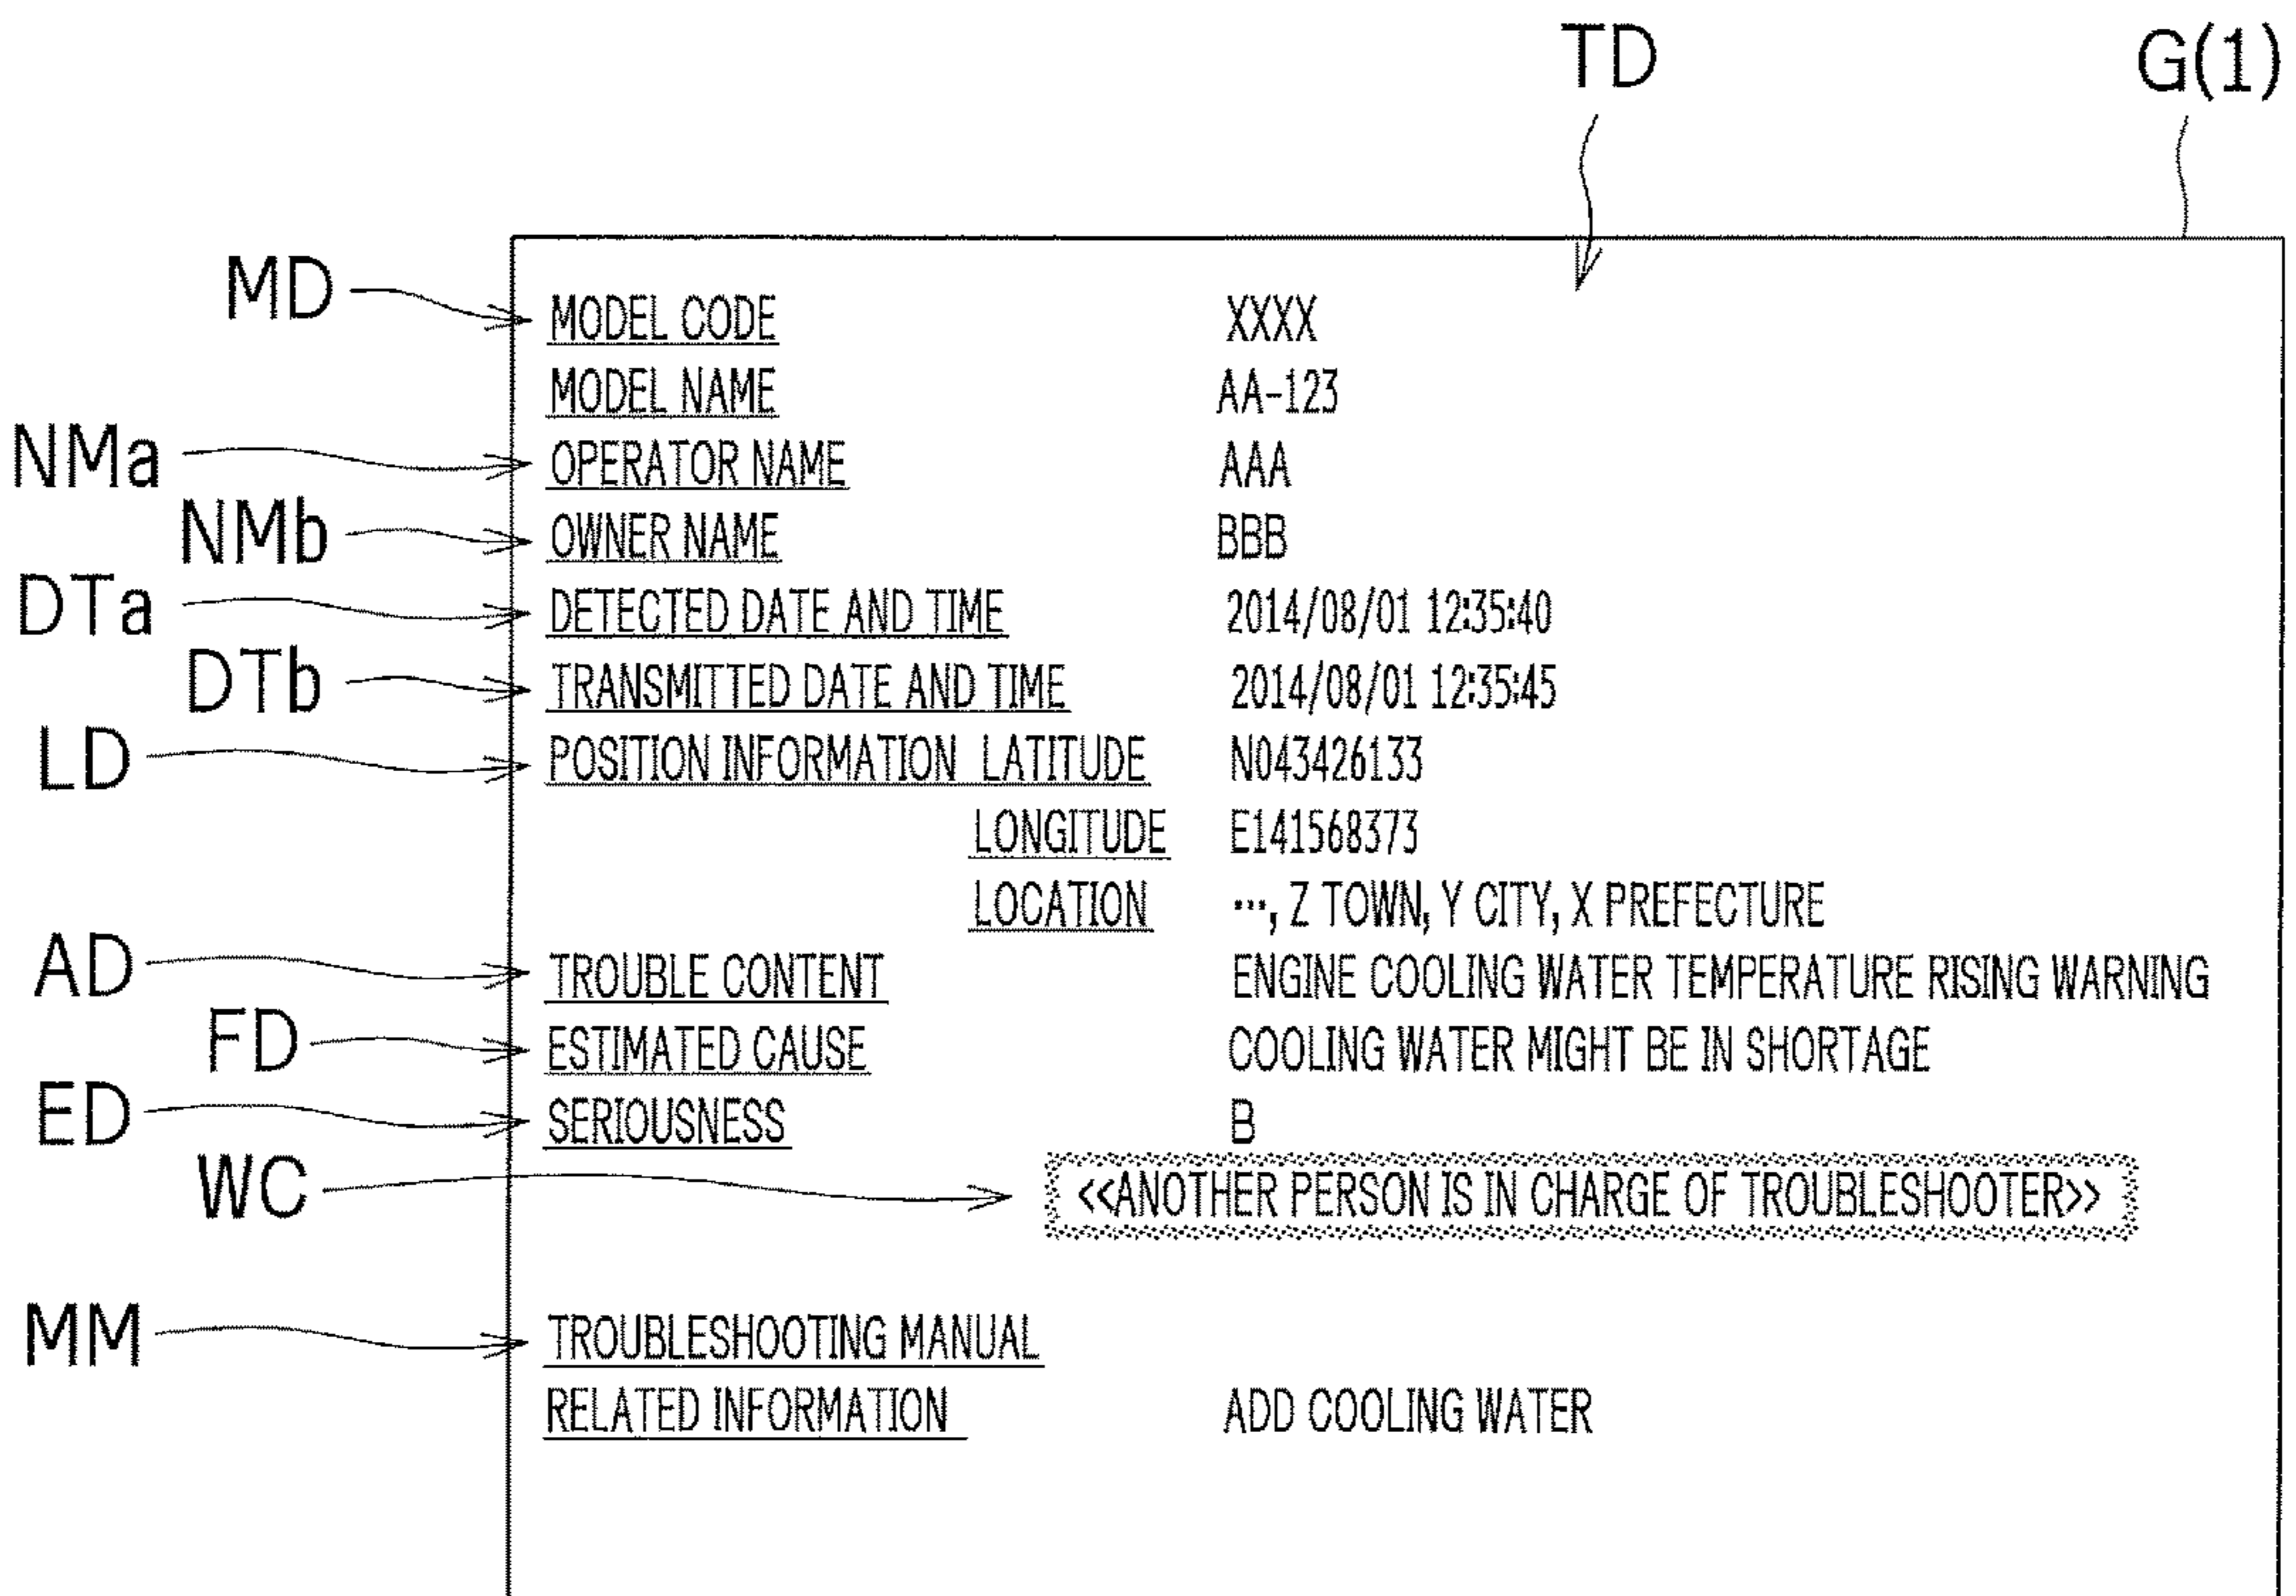 TD G(1)
MD MODEL CODE XXXX
MODEL NAME AA-123
NMa OPERATOR NAME AAA
NMb OWNER NAME BBB
DTa DETECTED DATE AND TIME 2014/08/01 12:35:40
DTb TRANSMITTED DATE AND TIME 2014/08/01 12:35:45
LD POSITION INFORMATION LATITUDE N043426133
LONGITUDE E141568373
LOCATION ···, Z TOWN, Y CITY, X PREFECTURE
AD TROUBLE CONTENT ENGINE COOLING WATER TEMPERATURE RISING WARNING
FD ESTIMATED CAUSE COOLING WATER MIGHT BE IN SHORTAGE
ED SERIOUSNESS B
WC <<ANOTHER PERSON IS IN CHARGE OF TROUBLESHOOTER>>
MM TROUBLESHOOTING MANUAL
RELATED INFORMATION ADD COOLING WATER